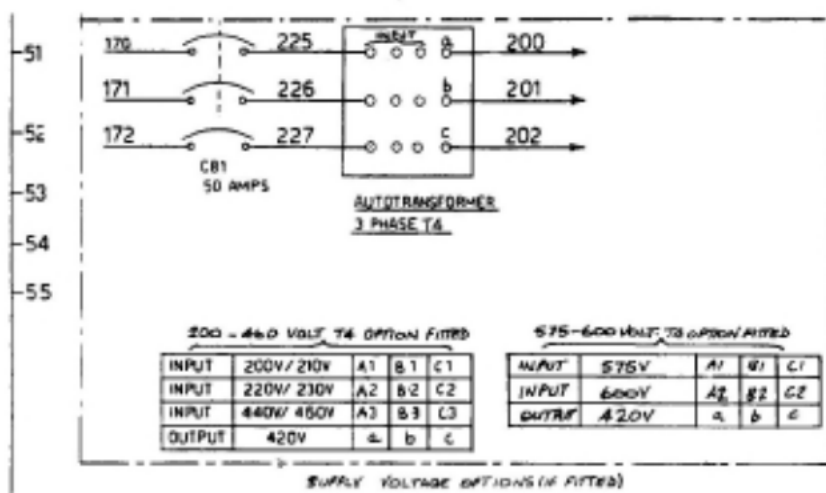 51
52
53
54
55
170 225 INPUT a 200
171 226 b 201
172 227 c 202
CB1
50 AMPS
AUTOTRANSFORMER
3 PHASE T4
200 - 460 VOLT T4 OPTION FITTED
INPUT 200V/210V A1 B1 C1
INPUT 220V/230V A2 B2 C2
INPUT 440V/460V A3 B3 C3
OUTPUT 420V a b c
575-600 VOLT T8 OPTION FITTED
INPUT 575V A1 B1 C1
INPUT 600V A2 B2 C2
OUTPUT 420V a b c
SUPPLY VOLTAGE OPTIONS (IF FITTED)